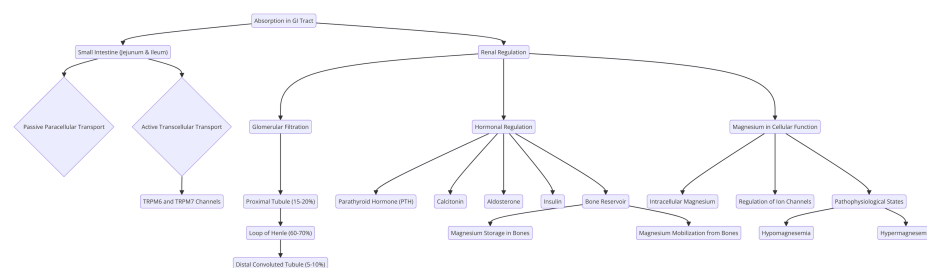 Absorption in GI Tract
Small Intestine (Jejunum & Ileum)
Renal Regulation
Passive Paracellular Transport
Active Transcellular Transport
Glomerular Filtration
Hormonal Regulation
Magnesium in Cellular Function
TRPM6 and TRPM7 Channels
Proximal Tubule (15-20%)
Parathyroid Hormone (PTH)
Calcitonin
Aldosterone
Insulin
Bone Reservoir
Intracellular Magnesium
Regulation of Ion Channels
Pathophysiological States
Loop of Henle (60-70%)
Magnesium Storage in Bones
Magnesium Mobilization from Bones
Hypomagnesemia
Hypermagnesem
Distal Convoluted Tubule (5-10%)